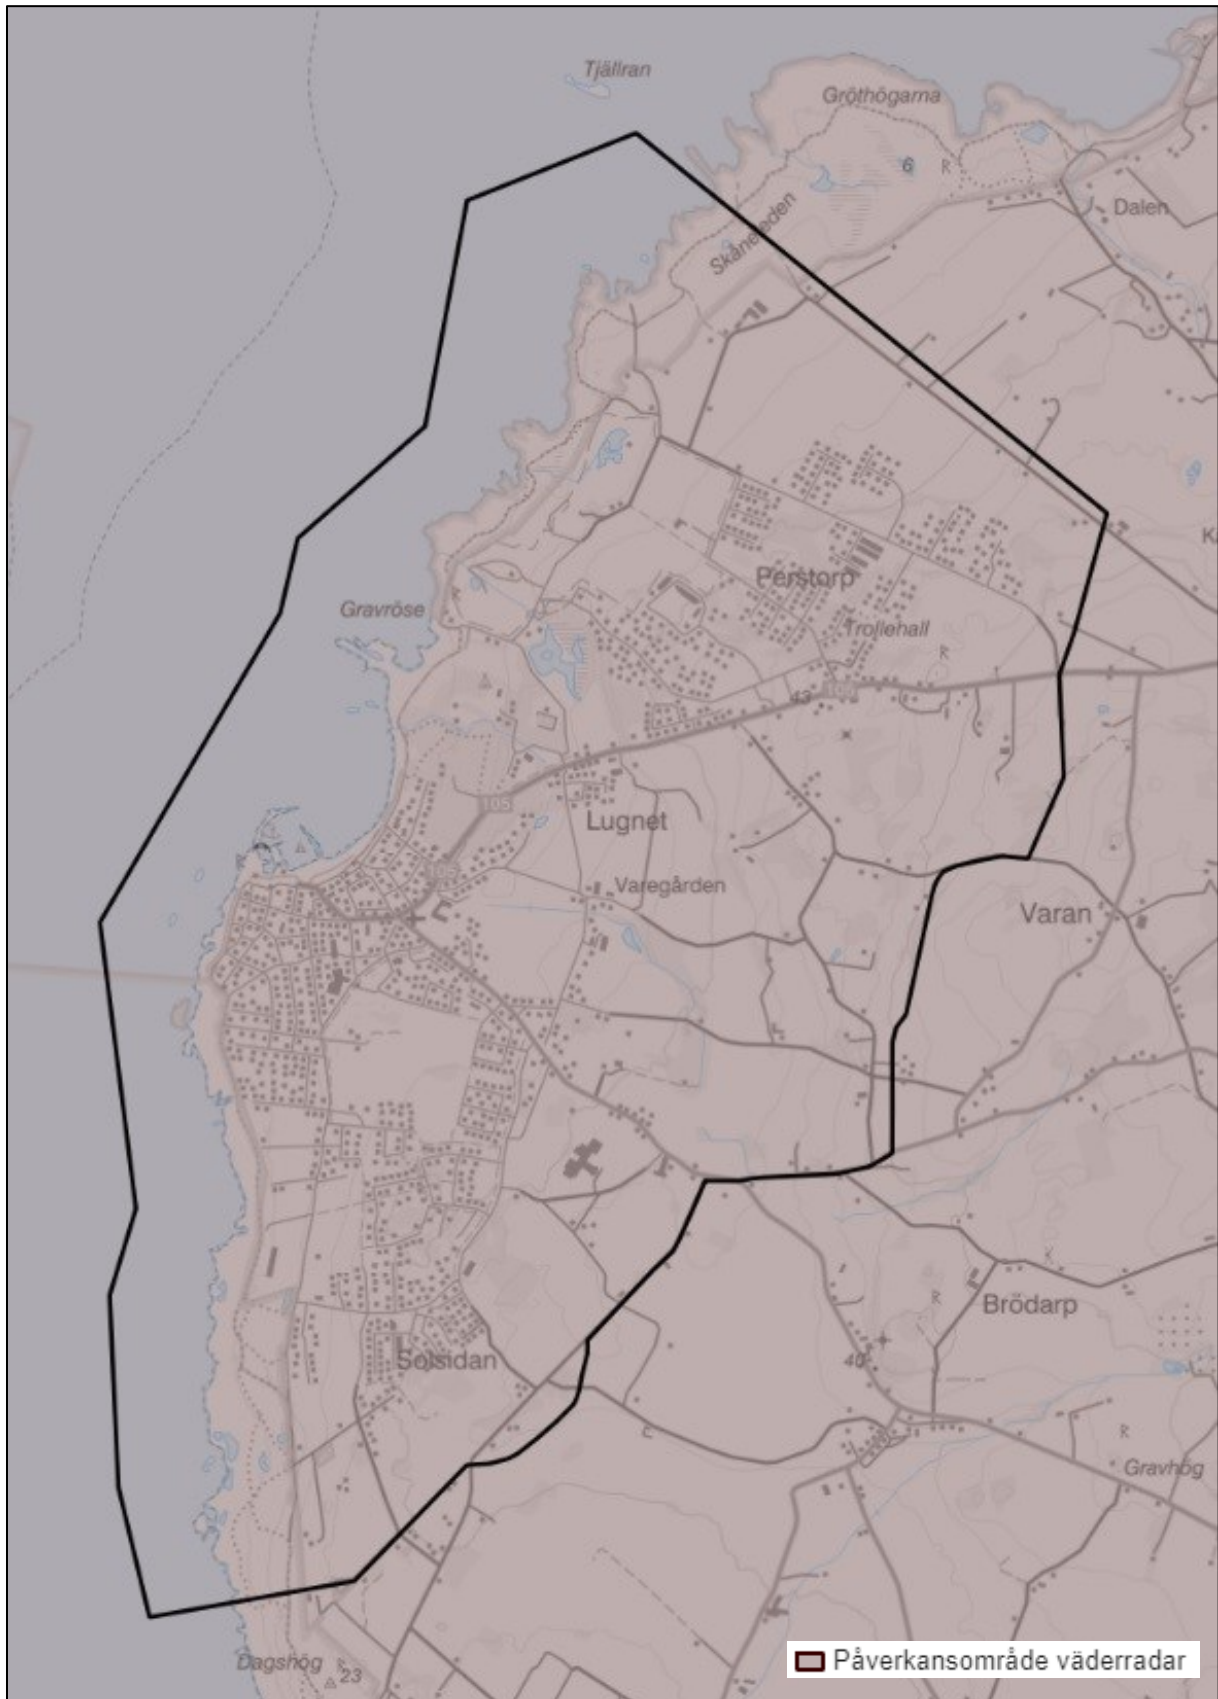 Tjällran
Gröthögarna
6
R
Dalen
Skåneleden
Perstorp
Gravröse
Trollehall
R
R
43
105
Lugnet
Varegården
Varan
Brödarp
R
Solsidan
40
R
Gravhög
Dagshög
R
23
Påverkansområde väderradar